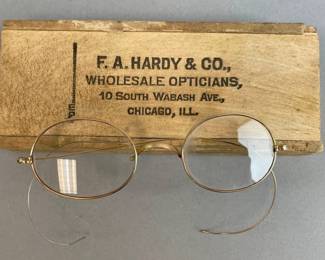 F. A. HARDY & CO.,
WHOLESALE OPTICIANS,
10 SOUTH WABASH AVE.,
CHICAGO, ILL.